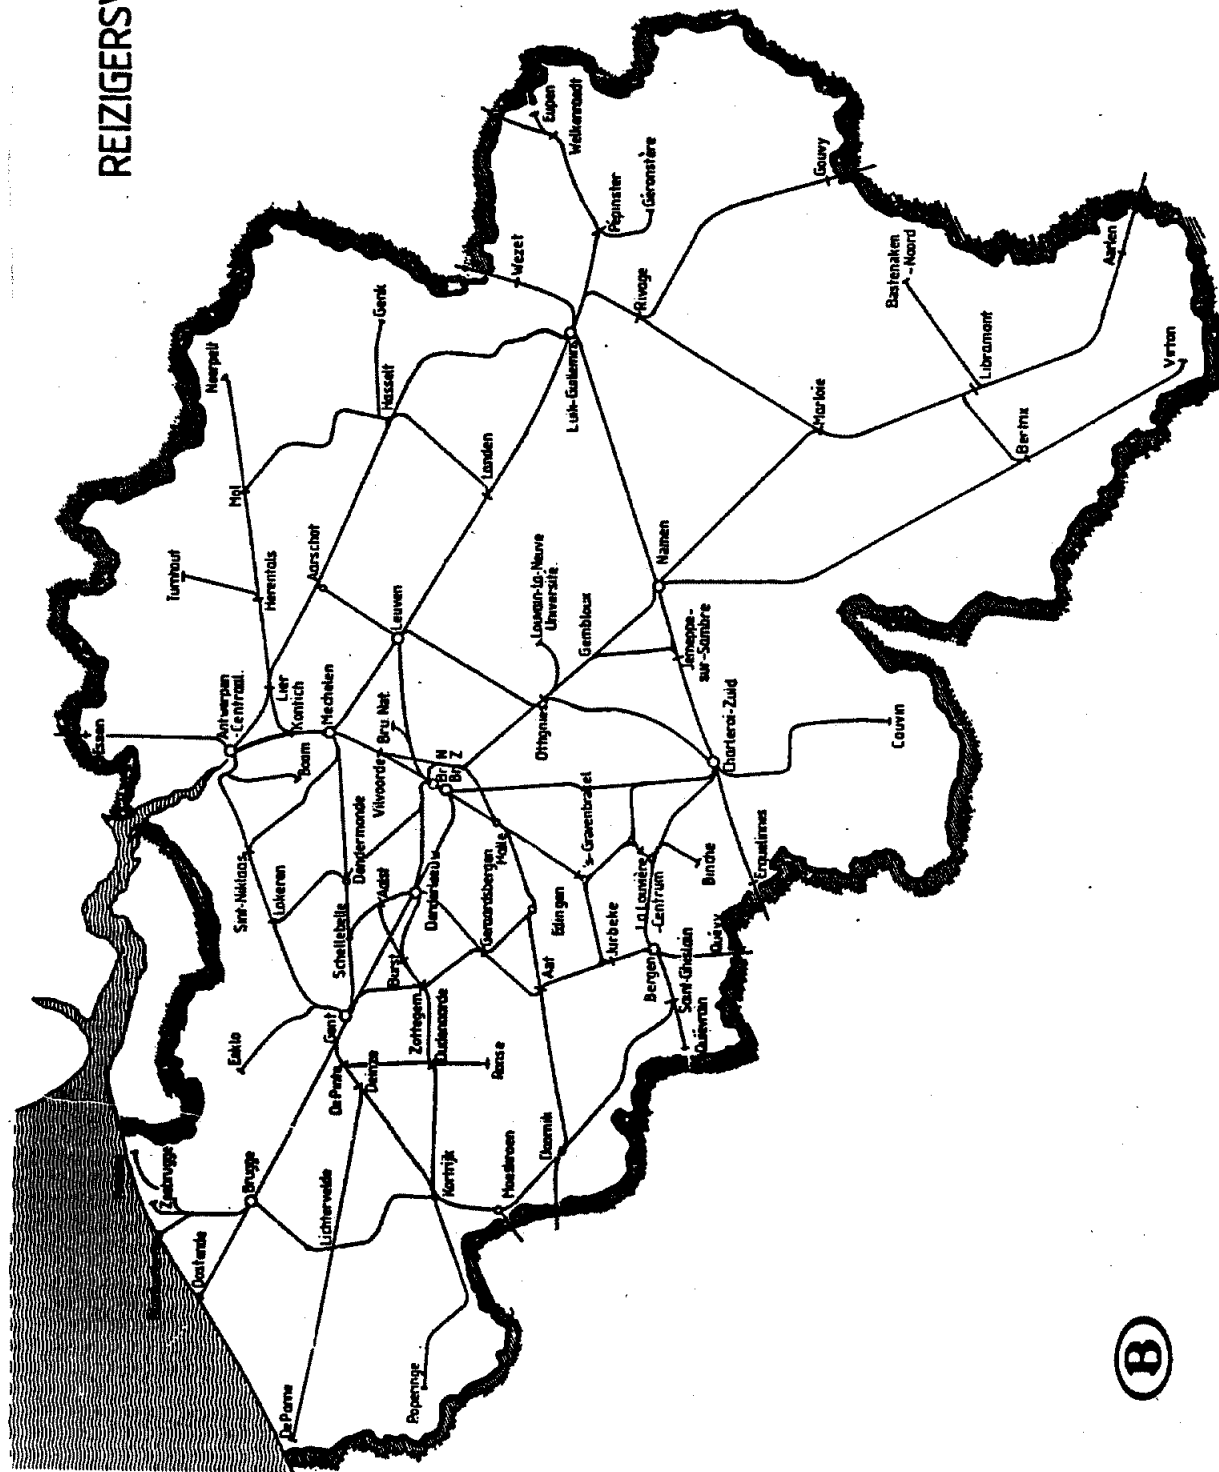 REIZIGERSV
Eupen
Welkenraedt
Pepinster
Géronstère
Gouvy
Wezet
Rivage
Bastenaken
-Noord
Aarlen
Genk
Neerpelt
Hasselt
Luik-Guillemins
Libramont
Virton
Marloie
Bertrix
Mol
Landen
Turnhout
Herentals
Aarschot
Louvain-La-Neuve
Université
Namen
Leuven
Gembloux
Jemeppe-
sur-Sambre
Essen
Antwerpen
-Centraal
Lier
Kontich
Mechelen
Bru. Nat.
Ottignies
Charleroi-Zuid
Couvin
Boom
Vilvoorde
Br N
Br Z
Dendermonde
's-Gravenbrakel
Halle
Binche
Erquelinnes
Sint-Niklaas
Lokeren
Aalst
Denderleeuw
Geraardsbergen
La Louvière
-Centrum
Schellebelle
Edingen
Jurbeke
Quévy
Burst
Aat
Bergen
Saint-Ghislain
Quiévrain
Eeklo
Gent
Zottegem
Oudenaarde
De Pinte
Deinze
Ronse
Zeebrugge
Brugge
Lichtervelde
Kortrijk
Moeskroen
Doornik
Oostende
De Panne
Poperinge
B